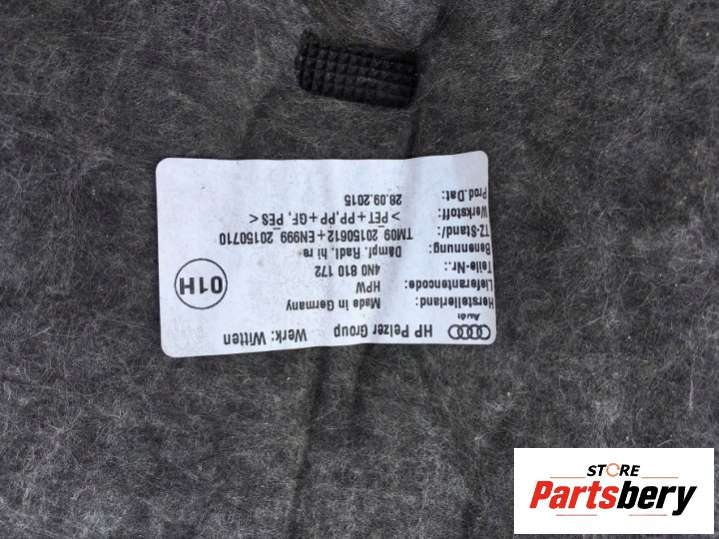 Audi
HP Pelzer Group Werk: Witten
Herstellerland: Made in Germany
Lieferantencode: HPW
Teile-Nr.: 4N0 810 172
Benennung: Dämpf. Radl. hi re
TZ-Stand/: TM09_20150612+EN999_20150710
Werkstoff: >PET+PP,PP+GF, PES<
Prod.Dat: 28.09.2015
01H
STORE
Partsbery